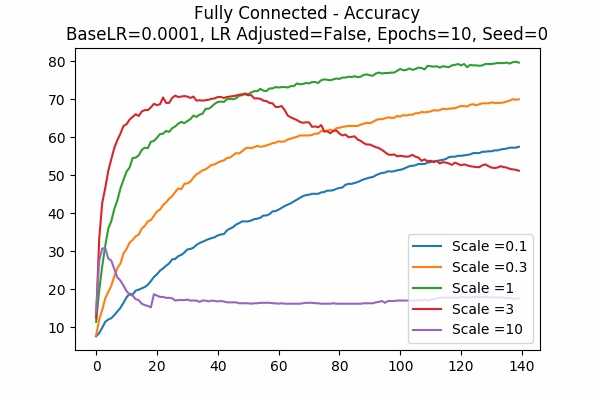 Fully Connected - Accuracy
BaseLR=0.0001, LR Adjusted=False, Epochs=10, Seed=0
80
70
60
50
40
30
20
10
Scale =0.1
Scale =0.3
Scale =1
Scale =3
Scale =10
0 20 40 60 80 100 120 140